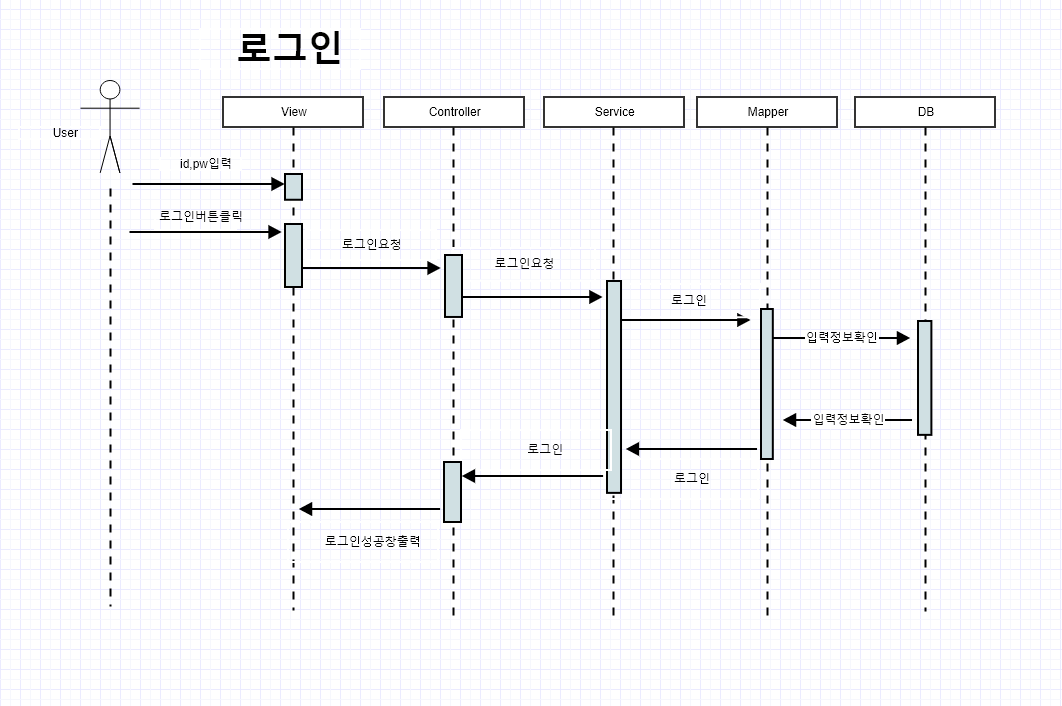 로그인
View
Controller
Service
Mapper
DB
User
id,pw입력
로그인버튼클릭
로그인요청
로그인요청
로그인
입력정보확인
입력정보확인
로그인
로그인
로그인성공창출력